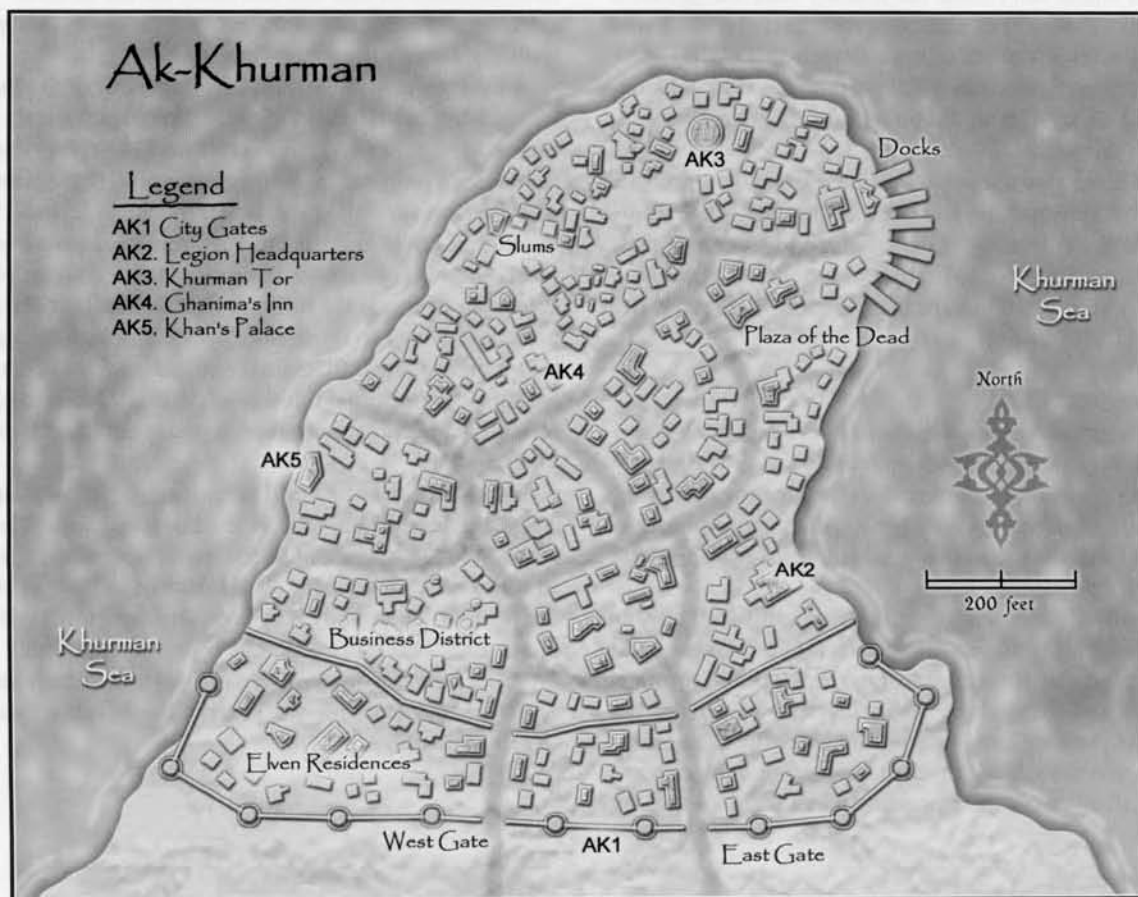 Ak-Khurman
Legend
AK1 City Gates
AK2. Legion Headquarters
AK3. Khurman Tor
AK4. Ghanima's Inn
AK5. Khan's Palace
AK3
Docks
Slums
Khurman
Sea
Plaza of the Dead
AK4
North
AK5
AK2
200 feet
Business District
Khurman
Sea
Elven Residences
West Gate
AK1
East Gate